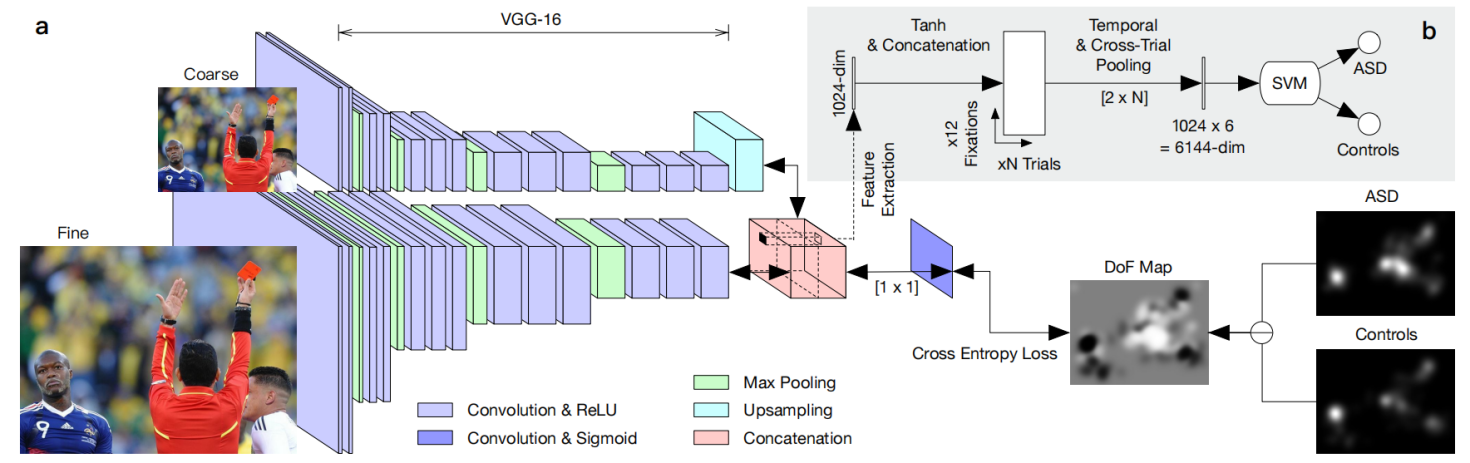 a
VGG-16
Coarse
Fine
9
9
Convolution & ReLU
Convolution & Sigmoid
Max Pooling
Upsampling
Concatenation
Feature
Extraction
[1 x 1]
Cross Entropy Loss
DoF Map
ASD
Controls
b
1024-dim
Tanh
& Concatenation
x12
Fixations
xN Trials
Temporal
& Cross-Trial
Pooling
[2 x N]
1024 x 6
= 6144-dim
SVM
ASD
Controls